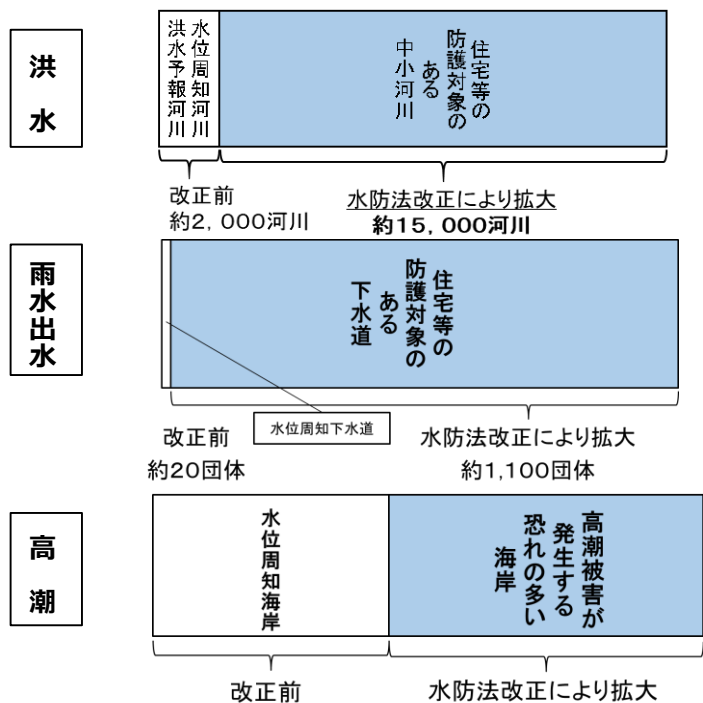 洪水
水位周知河川
洪水予報河川
住宅等の
防護対象の
ある
中小河川
改正前
約2，000河川
水防法改正により拡大
約15，000河川
雨水出水
住宅等の
防護対象の
ある
下水道
水位周知下水道
改正前
約20団体
水防法改正により拡大
約1,100団体
高潮
水位周知海岸
高潮被害が
発生する
恐れの多い
海岸
改正前
水防法改正により拡大